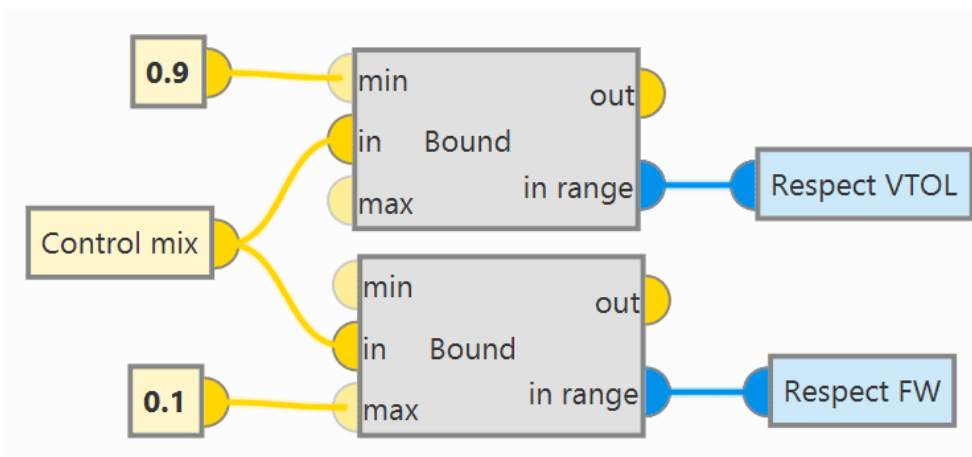 0.9
min
out
in
Bound
in range
max
Respect VTOL
Control mix
min
out
in
Bound
in range
max
0.1
Respect FW